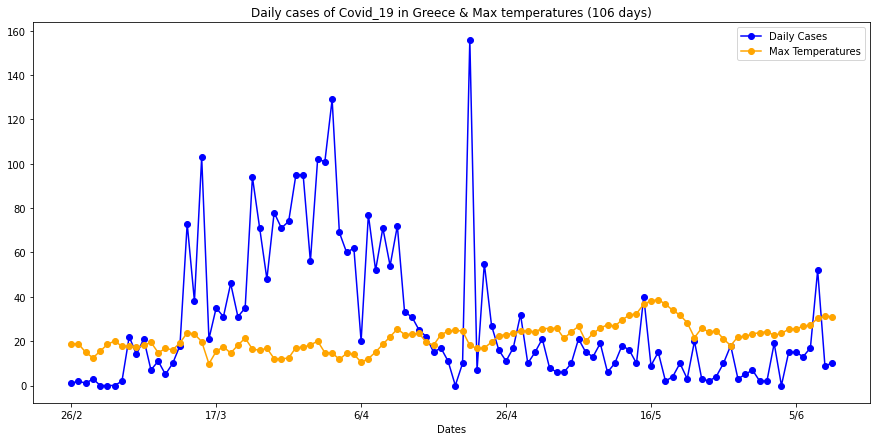 Daily cases of Covid_19 in Greece & Max temperatures (106 days)
Daily Cases
Max Temperatures
160
140
120
100
80
60
40
20
0
26/2 17/3 6/4 26/4 16/5 5/6
Dates